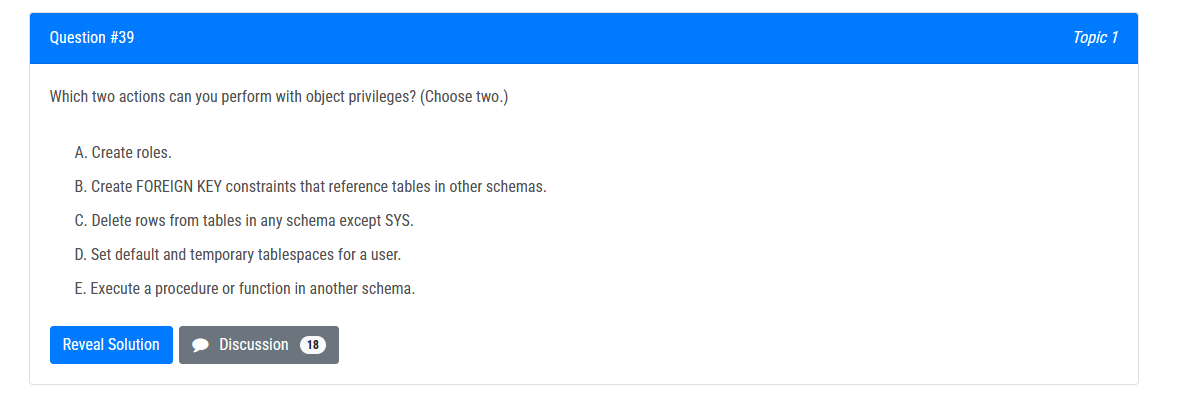 Question #39 Topic 1
Which two actions can you perform with object privileges? (Choose two.)
A. Create roles.
B. Create FOREIGN KEY constraints that reference tables in other schemas.
C. Delete rows from tables in any schema except SYS.
D. Set default and temporary tablespaces for a user.
E. Execute a procedure or function in another schema.
Reveal Solution Discussion 18